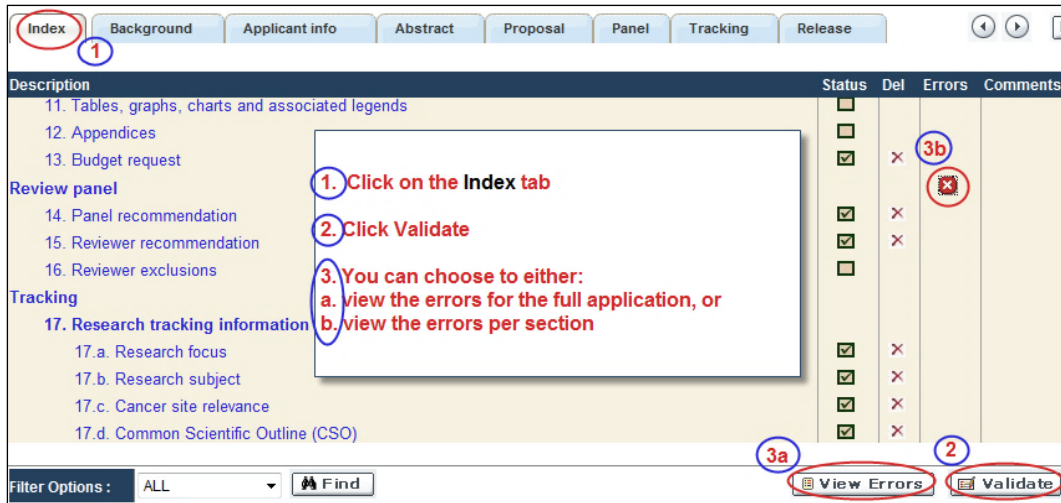 Index Background Applicant info Abstract Proposal Panel Tracking Release
1
Description Status Del Errors Comments
11. Tables, graphs, charts and associated legends
12. Appendices
13. Budget request
3b
Review panel
14. Panel recommendation
15. Reviewer recommendation
16. Reviewer exclusions
Tracking
17. Research tracking information
17.a. Research focus
17.b. Research subject
17.c. Cancer site relevance
17.d. Common Scientific Outline (CSO)
1. Click on the Index tab
2. Click Validate
3. You can choose to either:
a. view the errors for the full application, or
b. view the errors per section
3a
2
Filter Options : ALL Find View Errors Validate